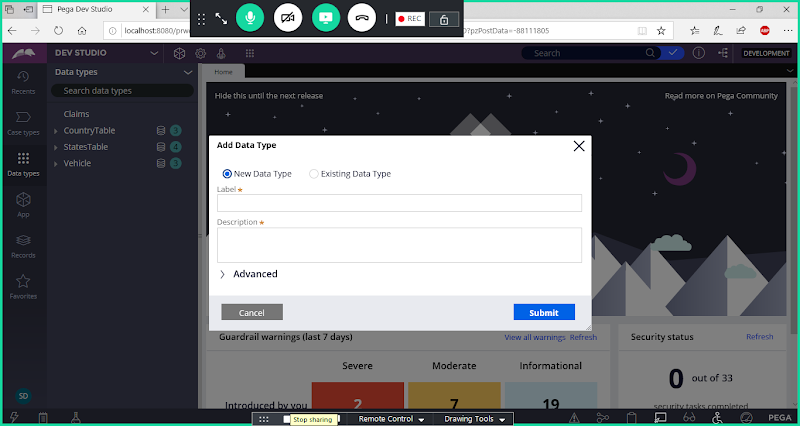 Pega Dev Studio
REC
localhost:8080/prwe
0?pzPostData=-88111805
DEV STUDIO
Search
DEVELOPMENT
Recents
Case types
Data types
App
Records
Favorites
SD
Data types
Search data types
Claims
CountryTable 3
StatesTable 4
Vehicle 3
Home
Hide this until the next release
Read more on Pega Community
Add Data Type
New Data Type
Existing Data Type
Label
Description
Advanced
Cancel
Submit
Guardrail warnings (last 7 days)
View all warnings
Refresh
Severe
Moderate
Informational
Introduced by you
2
7
19
Security status
Refresh
0 out of 33
security tasks completed
Stop sharing
Remote Control
Drawing Tools
PEGA